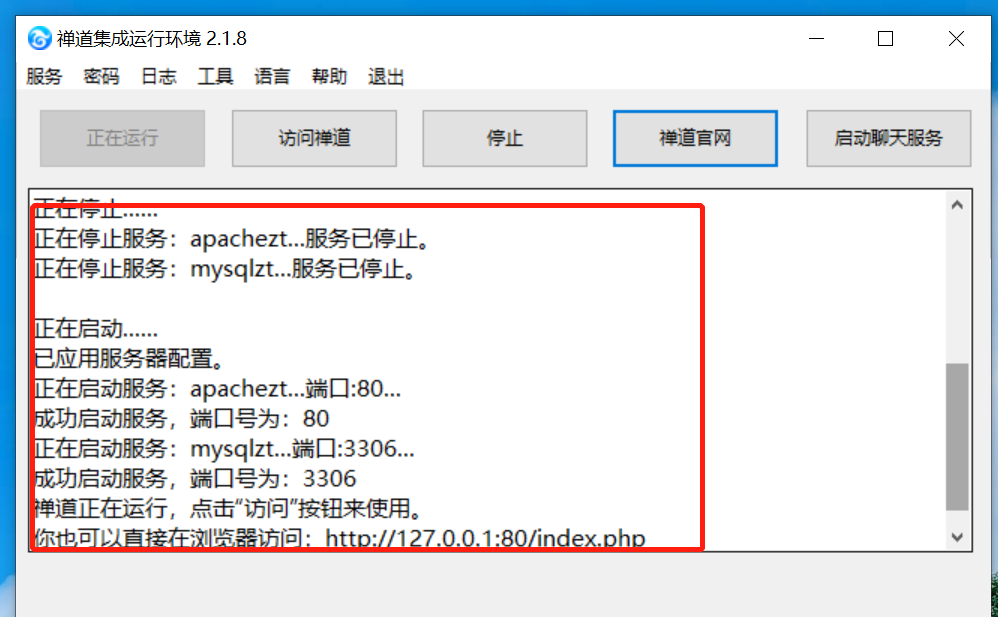 禅道集成运行环境 2.1.8
服务 密码 日志 工具 语言 帮助 退出
正在运行 访问禅道 停止 禅道官网 启动聊天服务
正在停止......
正在停止服务：apachezt...服务已停止。
正在停止服务：mysqlzt...服务已停止。
正在启动......
已应用服务器配置。
正在启动服务：apachezt...端口:80...
成功启动服务，端口号为：80
正在启动服务：mysqlzt...端口:3306...
成功启动服务，端口号为：3306
禅道正在运行，点击“访问”按钮来使用。
你也可以直接在浏览器访问：http://127.0.0.1:80/index.php